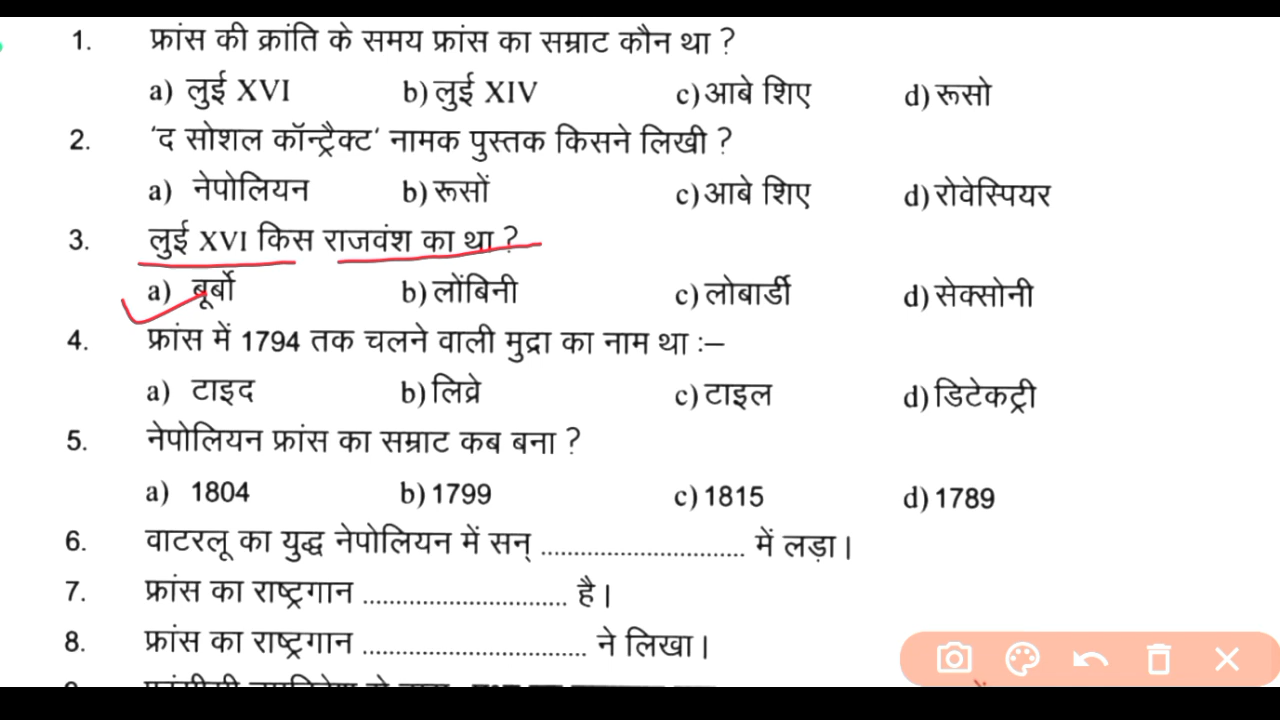 1. फ्रांस की क्रांति के समय फ्रांस का सम्राट कौन था ?
a) लुई XVI b) लुई XIV c) आबे शिए d) रूसो
2. 'द सोशल कॉन्ट्रैक्ट' नामक पुस्तक किसने लिखी ?
a) नेपोलियन b) रूसों c) आबे शिए d) रोवेस्पियर
3. लुई XVI किस राजवंश का था ?
a) बूर्बो b) लोंबिनी c) लोबार्डी d) सेक्सोनी
4. फ्रांस में 1794 तक चलने वाली मुद्रा का नाम था :–
a) टाइद b) लिव्रे c) टाइल d) डिटेकट्री
5. नेपोलियन फ्रांस का सम्राट कब बना ?
a) 1804 b) 1799 c) 1815 d) 1789
6. वाटरलू का युद्ध नेपोलियन में सन् .............................. में लड़ा।
7. फ्रांस का राष्ट्रगान .............................. है।
8. फ्रांस का राष्ट्रगान ................................. ने लिखा।